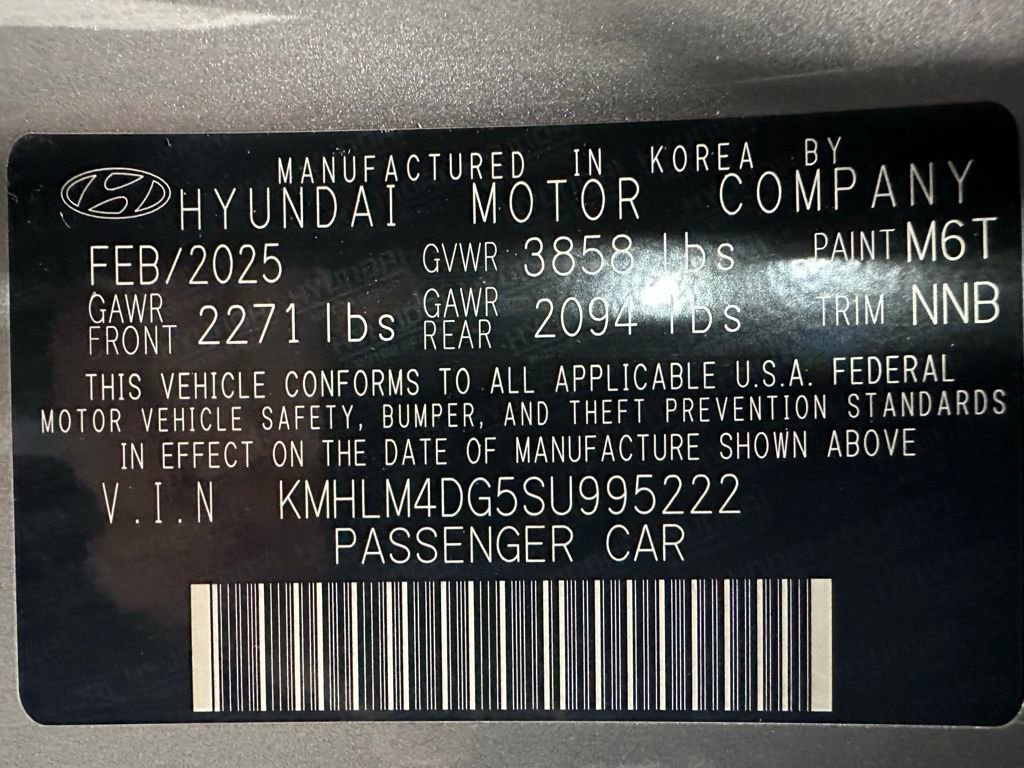 MANUFACTURED IN KOREA BY
HYUNDAI MOTOR COMPANY
FEB/2025 GVWR 3858 lbs PAINT M6T
GAWR FRONT 2271 lbs GAWR REAR 2094 lbs TRIM NNB
THIS VEHICLE CONFORMS TO ALL APPLICABLE U.S.A. FEDERAL
MOTOR VEHICLE SAFETY, BUMPER, AND THEFT PREVENTION STANDARDS
IN EFFECT ON THE DATE OF MANUFACTURE SHOWN ABOVE
V.I.N KMHLM4DG5SU995222
PASSENGER CAR